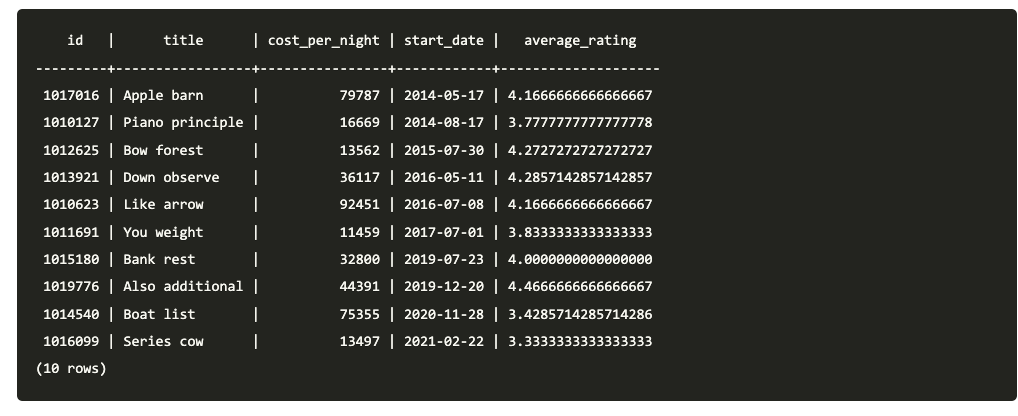 id    |      title      | cost_per_night | start_date |   average_rating
---------+-----------------+----------------+------------+--------------------
 1017016 | Apple barn      |          79787 | 2014-05-17 | 4.1666666666666667
 1010127 | Piano principle |          16669 | 2014-08-17 | 3.7777777777777778
 1012625 | Bow forest      |          13562 | 2015-07-30 | 4.2727272727272727
 1013921 | Down observe    |          36117 | 2016-05-11 | 4.2857142857142857
 1010623 | Like arrow      |          92451 | 2016-07-08 | 4.1666666666666667
 1011691 | You weight      |          11459 | 2017-07-01 | 3.8333333333333333
 1015180 | Bank rest       |          32800 | 2019-07-23 | 4.0000000000000000
 1019776 | Also additional |          44391 | 2019-12-20 | 4.4666666666666667
 1014540 | Boat list       |          75355 | 2020-11-28 | 3.4285714285714286
 1016099 | Series cow      |          13497 | 2021-02-22 | 3.3333333333333333
(10 rows)